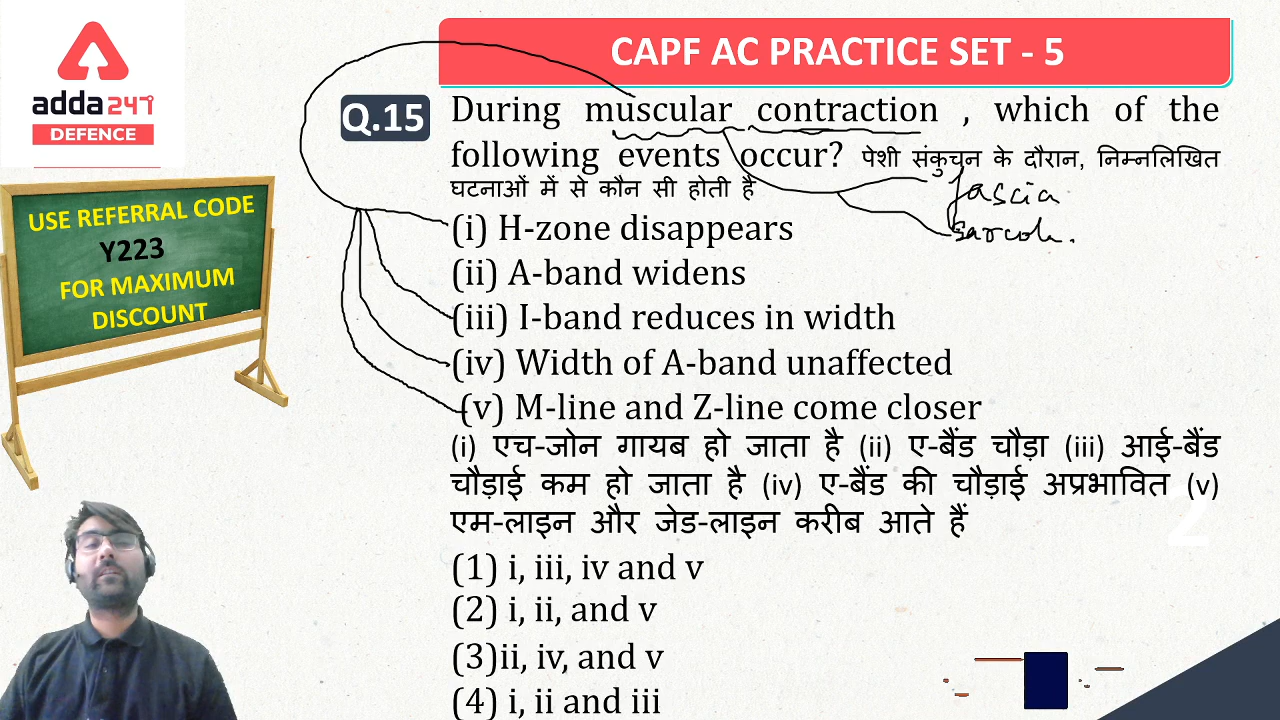 adda247
DEFENCE
USE REFERRAL CODE
Y223
FOR MAXIMUM
DISCOUNT
CAPF AC PRACTICE SET - 5
Q.15 During muscular contraction , which of the
following events occur? पेशी संकुचन के दौरान, निम्नलिखित
घटनाओं में से कौन सी होती है
fascia
(i) H-zone disappears
(ii) A-band widens
(iii) I-band reduces in width
(iv) Width of A-band unaffected
(v) M-line and Z-line come closer
(i) एच-जोन गायब हो जाता है (ii) ए-बैंड चौड़ा (iii) आई-बैंड
चौड़ाई कम हो जाता है (iv) ए-बैंड की चौड़ाई अप्रभावित (v)
एम-लाइन और जेड-लाइन करीब आते हैं
2
(1) i, iii, iv and v
(2) i, ii, and v
(3)ii, iv, and v
(4) i, ii and iii